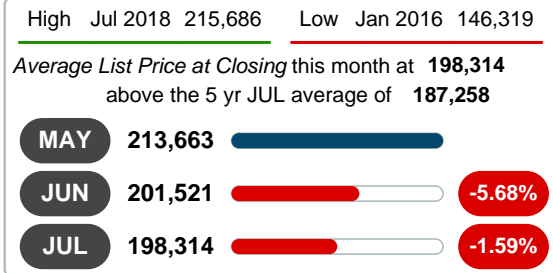 High Jul 2018 215,686 Low Jan 2016 146,319
Average List Price at Closing this month at 198,314
above the 5 yr JUL average of 187,258
MAY 213,663
JUN 201,521 -5.68%
JUL 198,314 -1.59%